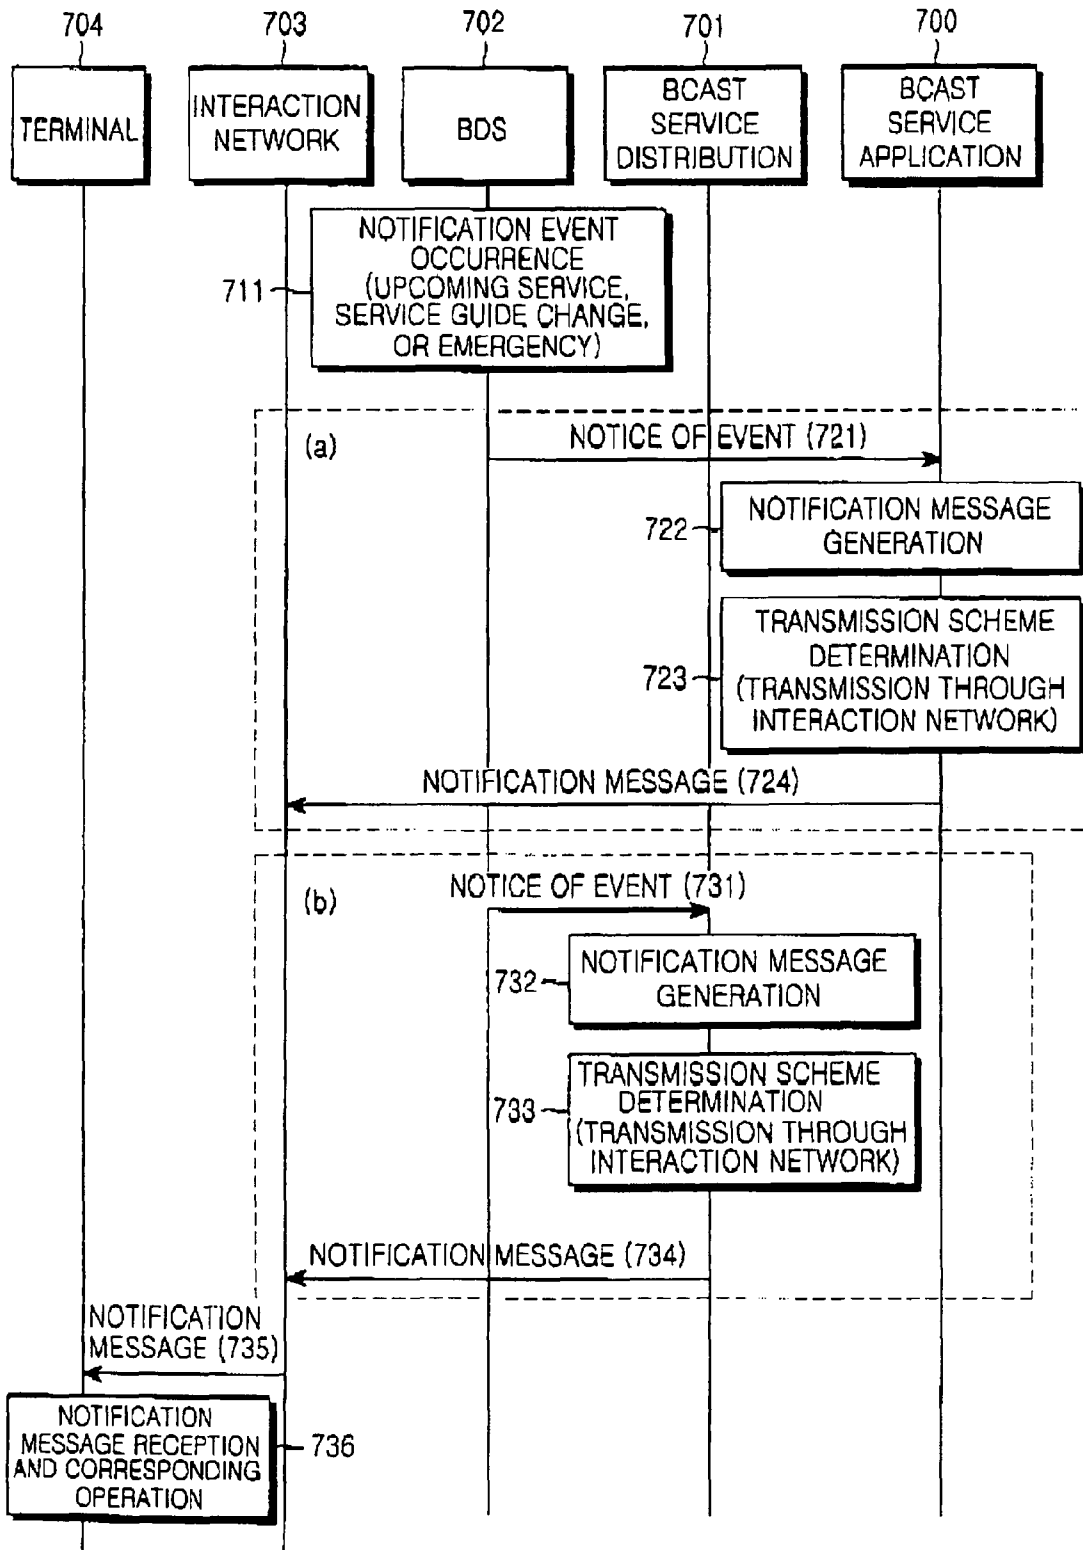 704
703
702
701
700
TERMINAL
INTERACTION
NETWORK
BDS
BCAST
SERVICE
DISTRIBUTION
BCAST
SERVICE
APPLICATION
711
NOTIFICATION EVENT
OCCURRENCE
(UPCOMING SERVICE,
SERVICE GUIDE CHANGE,
OR EMERGENCY)
(a)
NOTICE OF EVENT (721)
722
NOTIFICATION MESSAGE
GENERATION
723
TRANSMISSION SCHEME
DETERMINATION
(TRANSMISSION THROUGH
INTERACTION NETWORK)
NOTIFICATION MESSAGE (724)
(b)
NOTICE OF EVENT (731)
732
NOTIFICATION MESSAGE
GENERATION
733
TRANSMISSION SCHEME
DETERMINATION
(TRANSMISSION THROUGH
INTERACTION NETWORK)
NOTIFICATION MESSAGE (734)
NOTIFICATION
MESSAGE (735)
NOTIFICATION
MESSAGE RECEPTION
AND CORRESPONDING
OPERATION
736